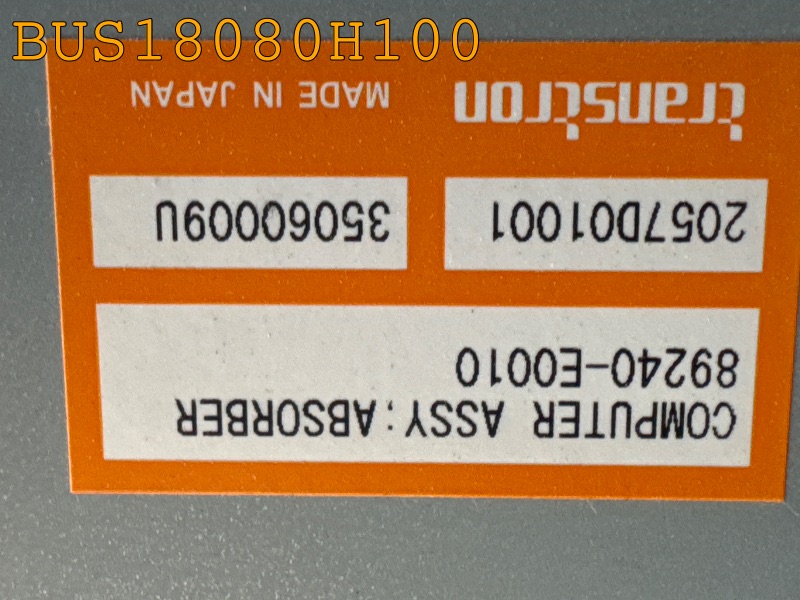 BUS18080H100
COMPUTER ASSY:ABSORBER
89240-E0010
2057D01001
35060009U
transtron
MADE IN JAPAN